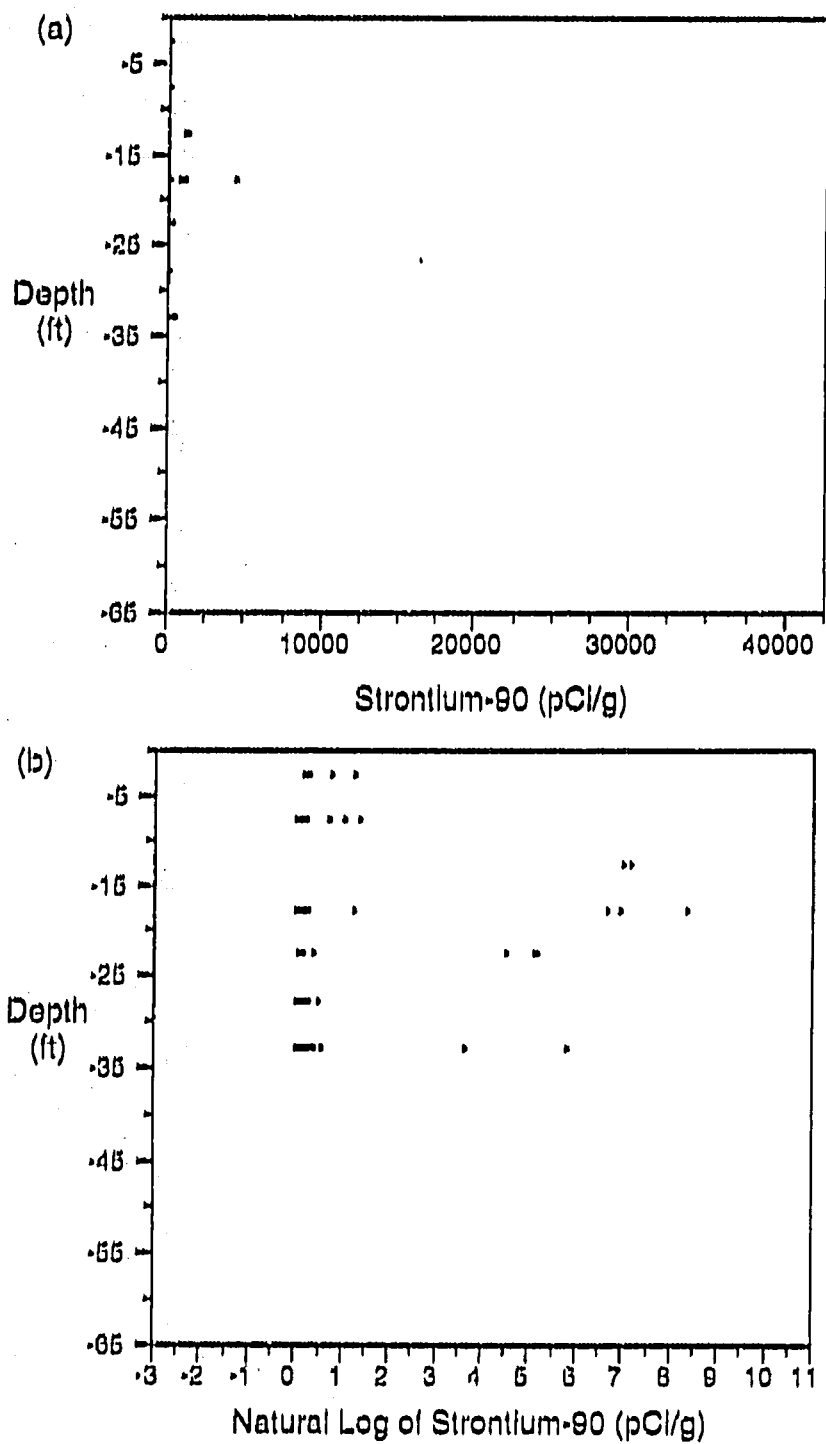 (a)
-5
-15
-25
Depth
(ft)
-35
-45
-55
-65
0 10000 20000 30000 40000
Strontium-90 (pCi/g)
(b)
-5
-15
-25
Depth
(ft)
-35
-45
-55
-65
-3 -2 -1 0 1 2 3 4 5 6 7 8 9 10 11
Natural Log of Strontium-90 (pCi/g)